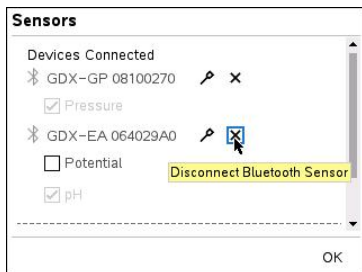 Sensors
Devices Connected
GDX-GP 08100270
Pressure
GDX-EA 064029A0
Potential
Disconnect Bluetooth Sensor
pH
OK